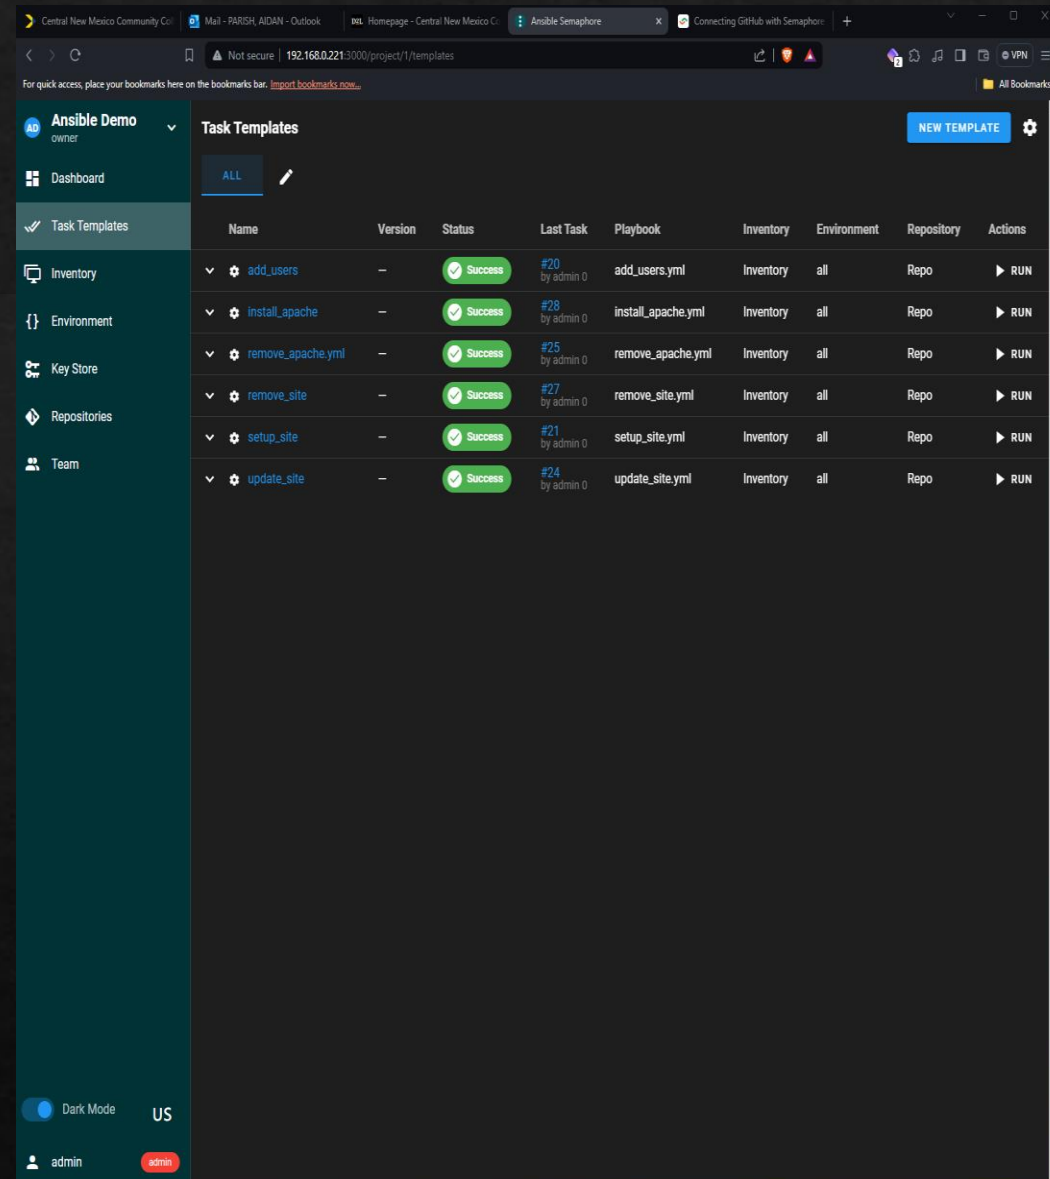 Central New Mexico Community Col
Mail - PARISH, AIDAN - Outlook
Homepage - Central New Mexico Co
Ansible Semaphore
x
Connecting GitHub with Semaphore
+
Not secure | 192.168.0.221:3000/project/1/templates
2
VPN
For quick access, place your bookmarks here on the bookmarks bar. Import bookmarks now...
All Bookmarks
AD
Ansible Demo
owner
Dashboard
Task Templates
Inventory
{} Environment
Key Store
Repositories
Team
Dark Mode
US
admin
admin
Task Templates
NEW TEMPLATE
ALL
Name Version Status Last Task Playbook Inventory Environment Repository Actions
add_users — Success #20 by admin 0 add_users.yml Inventory all Repo RUN
install_apache — Success #28 by admin 0 install_apache.yml Inventory all Repo RUN
remove_apache.yml — Success #25 by admin 0 remove_apache.yml Inventory all Repo RUN
remove_site — Success #27 by admin 0 remove_site.yml Inventory all Repo RUN
setup_site — Success #21 by admin 0 setup_site.yml Inventory all Repo RUN
update_site — Success #24 by admin 0 update_site.yml Inventory all Repo RUN